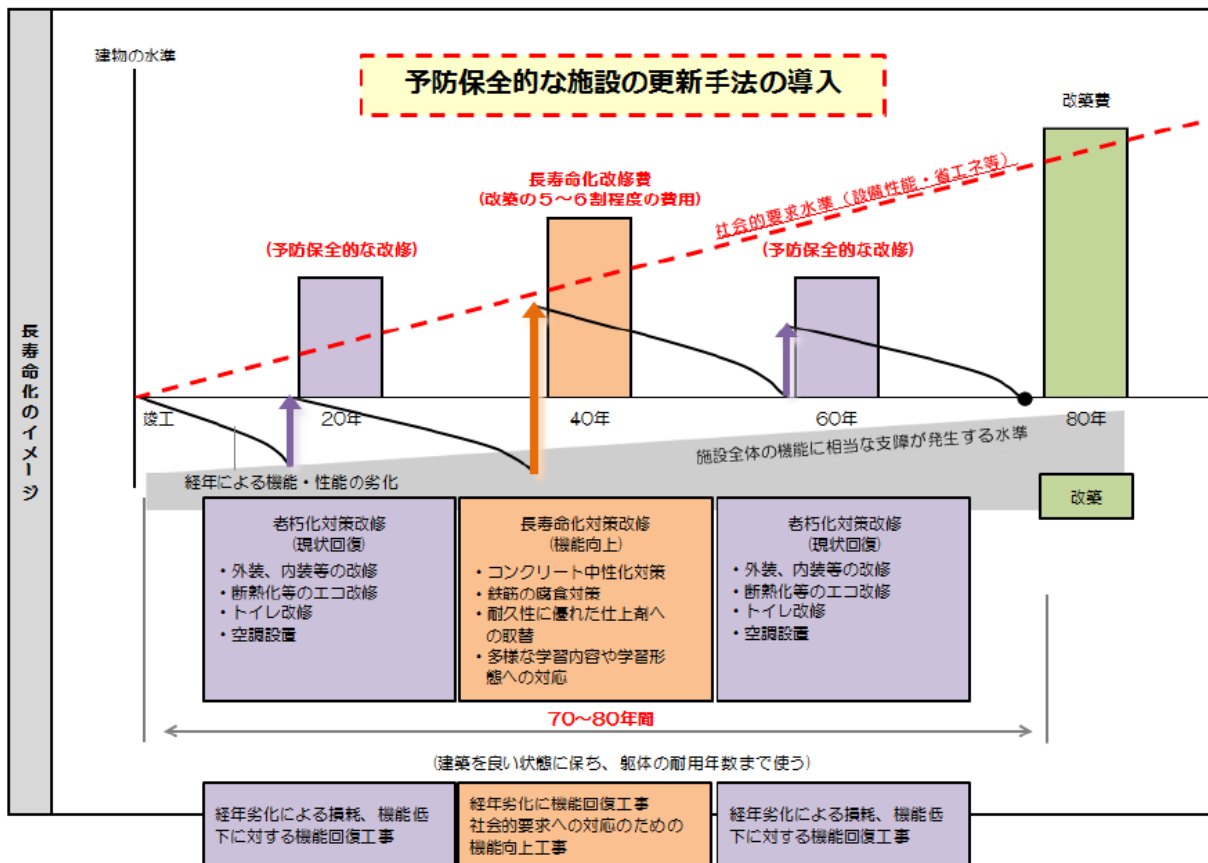 長寿命化のイメージ
建物の水準
予防保全的な施設の更新手法の導入
改築費
長寿命化改修費
(改築の5～6割程度の費用)
社会的要求水準（設備性能・省エネ等）
(予防保全的な改修)
(予防保全的な改修)
竣工
20年
40年
60年
80年
施設全体の機能に相当な支障が発生する水準
経年による機能・性能の劣化
改築
老朽化対策改修
(現状回復)
・外装、内装等の改修
・断熱化等のエコ改修
・トイレ改修
・空調設置
長寿命化対策改修
(機能向上)
・コンクリート中性化対策
・鉄筋の腐食対策
・耐久性に優れた仕上剤へ
の取替
・多様な学習内容や学習形
態への対応
老朽化対策改修
(現状回復)
・外装、内装等の改修
・断熱化等のエコ改修
・トイレ改修
・空調設置
70～80年間
(建築を良い状態に保ち、躯体の耐用年数まで使う)
経年劣化による損耗、機能低
下に対する機能回復工事
経年劣化に機能回復工事
社会的要求への対応のための
機能向上工事
経年劣化による損耗、機能低
下に対する機能回復工事